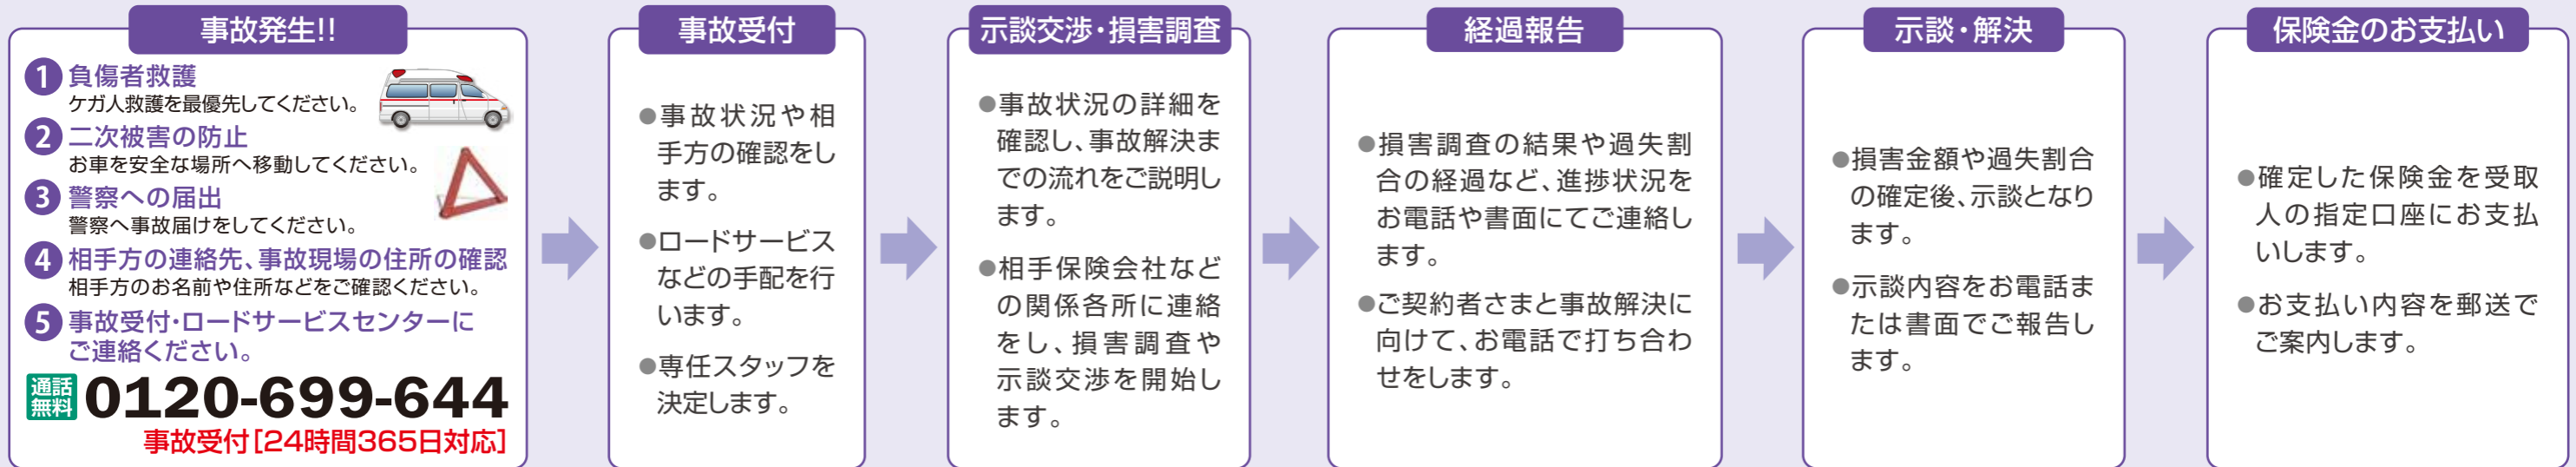 事故発生!!
1 負傷者救護
ケガ人救護を最優先してください。
2 二次被害の防止
お車を安全な場所へ移動してください。
3 警察への届出
警察へ事故届けをしてください。
4 相手方の連絡先、事故現場の住所の確認
相手方のお名前や住所などをご確認ください。
5 事故受付・ロードサービスセンターに
ご連絡ください。
通話
無料 0120-699-644
事故受付[24時間365日対応]
事故受付
●事故状況や相
手方の確認をし
ます。
●ロードサービス
などの手配を行
います。
●専任スタッフを
決定します。
示談交渉・損害調査
●事故状況の詳細を
確認し、事故解決ま
での流れをご説明し
ます。
●相手保険会社など
の関係各所に連絡
をし、損害調査や
示談交渉を開始し
ます。
経過報告
●損害調査の結果や過失割
合の経過など、進捗状況を
お電話や書面にてご連絡し
ます。
●ご契約者さまと事故解決に
向けて、お電話で打ち合わ
せをします。
示談・解決
●損害金額や過失割合
の確定後、示談となり
ます。
●示談内容をお電話ま
たは書面でご報告し
ます。
保険金のお支払い
●確定した保険金を受取
人の指定口座にお支払
いします。
●お支払い内容を郵送で
ご案内します。